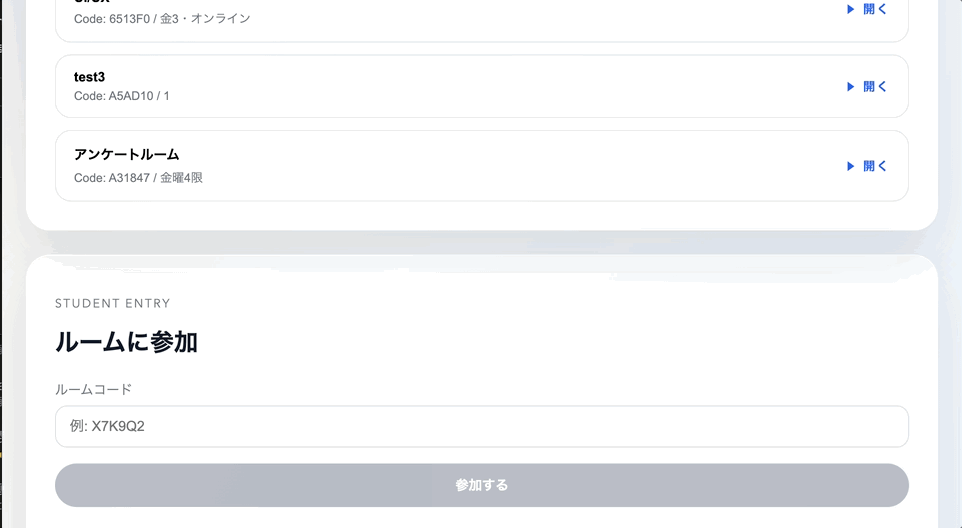 Code: 6513F0 / 金3・オンライン
▶ 開く
test3
Code: A5AD10 / 1
▶ 開く
アンケートルーム
Code: A31847 / 金曜4限
▶ 開く
STUDENT ENTRY
ルームに参加
ルームコード
例: X7K9Q2
参加する